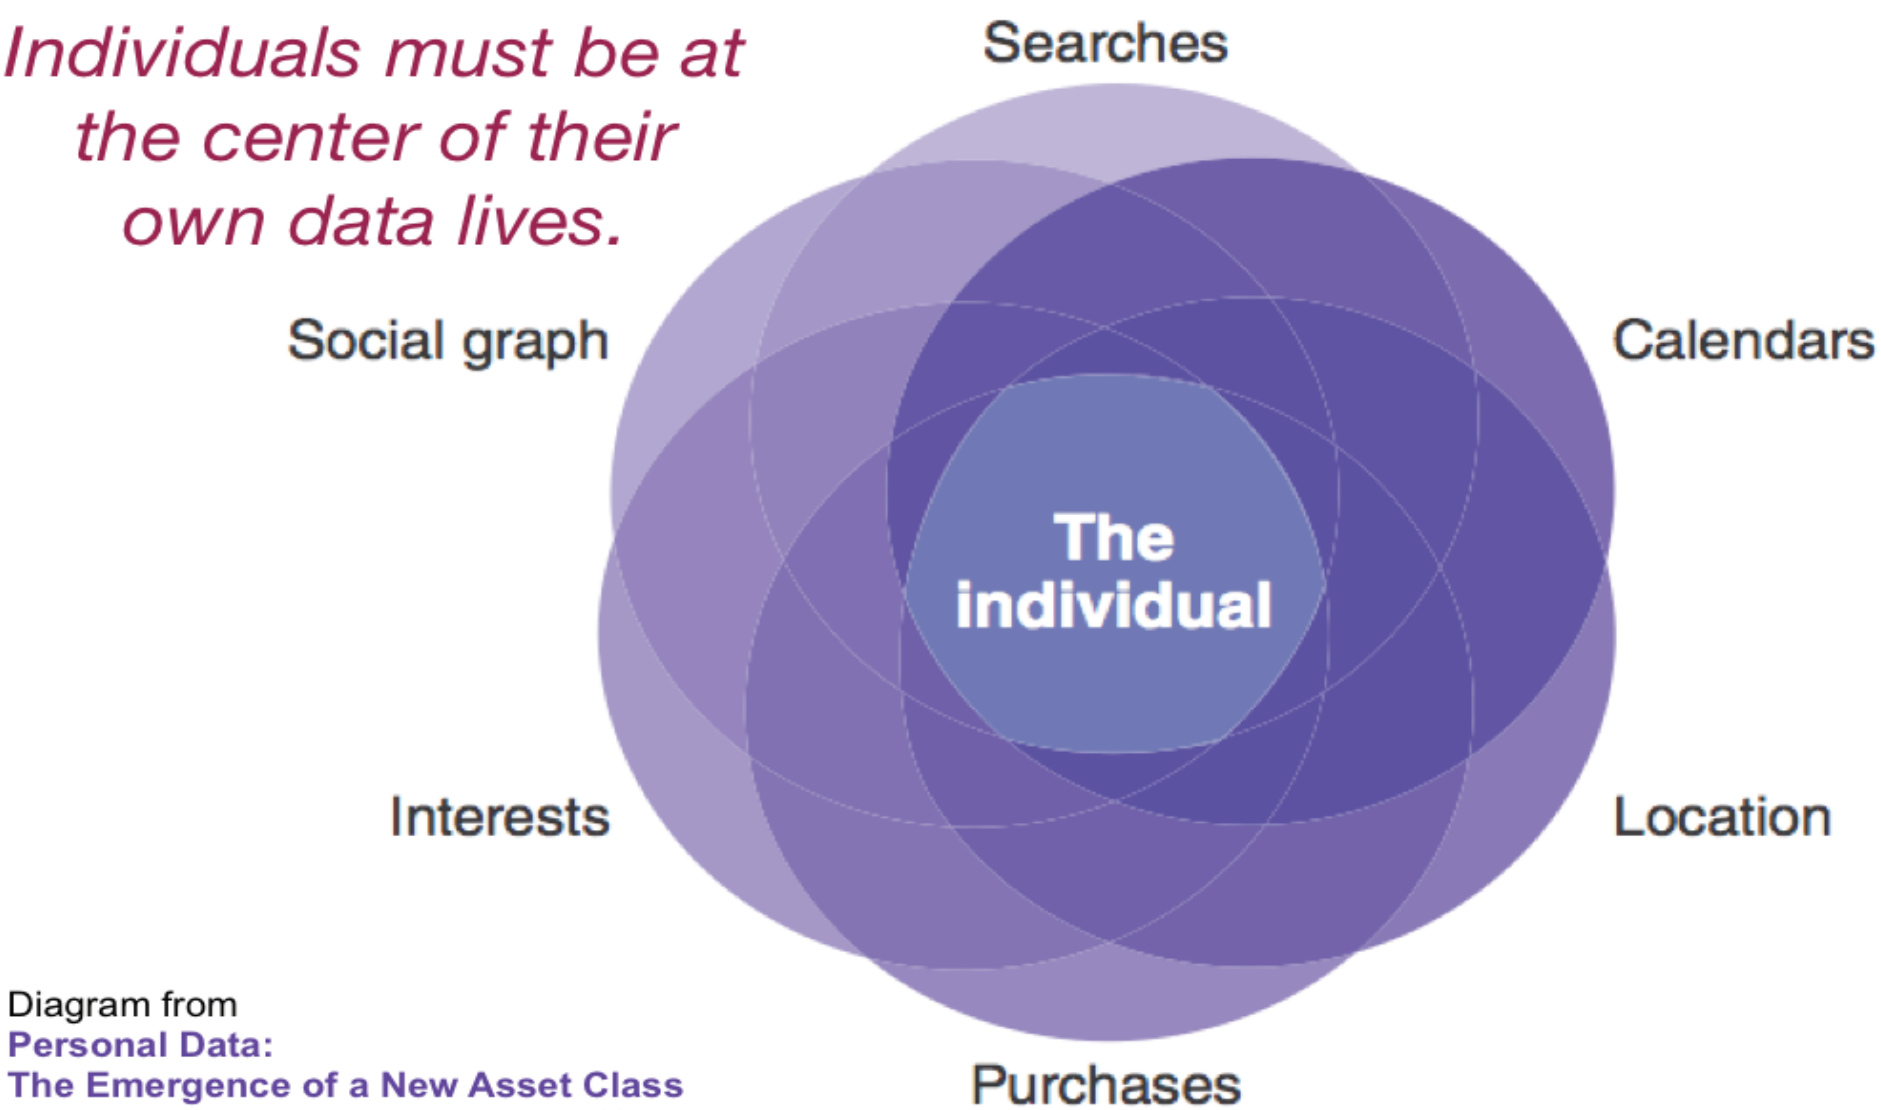 Individuals must be at
the center of their
own data lives.
Searches
Social graph
Calendars
The
individual
Interests
Location
Purchases
Diagram from
Personal Data:
The Emergence of a New Asset Class